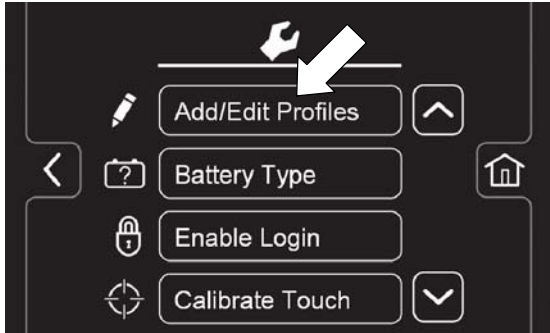 Add/Edit Profiles
Battery Type
Enable Login
Calibrate Touch